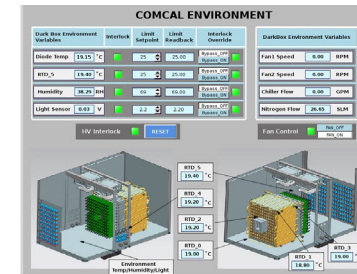 COMCAL ENVIRONMENT
Dark Box Environment Variables Interlock Limit Setpoint Limit Readback Interlock Override
Diode Temp 19.15 °c 25 25.00 Bypass_OFF Bypass_ON
RTD_5 19.40 °c 25 25.00 Bypass_OFF Bypass_ON
Humidity 38.29 RH 69 69.00 Bypass_OFF Bypass_ON
Light Sensor 0.03 V 2.2 2.20 Bypass_OFF Bypass_ON
HV Interlock RESET
DarkBox Environment Variables
Fan1 Speed 0.00 RPM
Fan2 Speed 0.00 RPM
Chiller Flow 0.00 GPM
Nitrogen Flow 26.65 SLM
Fan Control FAN_OFF FAN_ON
RTD_5
19.40 °c
RTD_4
19.20 °c
RTD_2
19.20 °c
RTD_0
19.00 °c
RTD_1
18.80 °c
RTD_3
19.00
Environment
Temp/Humidity/Light